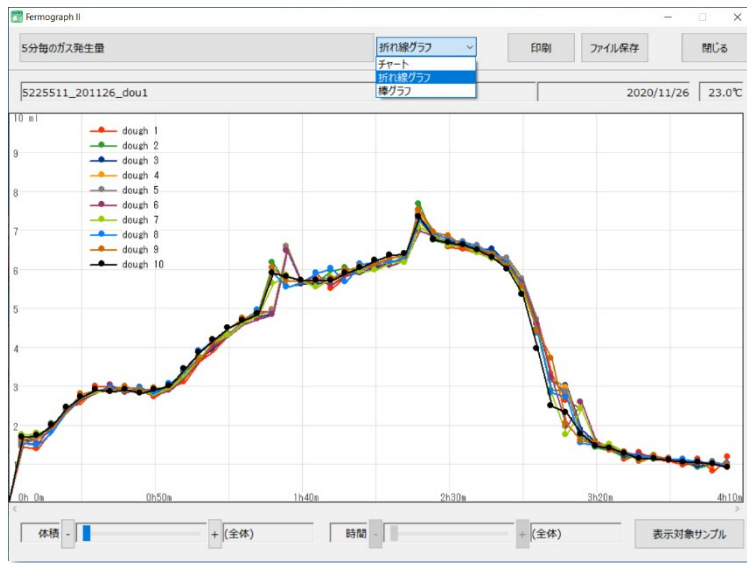 Fermograph II
5分毎のガス発生量
折れ線グラフ
印刷
ファイル保存
閉じる
チャート
折れ線グラフ
棒グラフ
5225511_201126_dou1
2020/11/26
23.0℃
10 ml
9
8
7
6
5
4
3
2
1
dough 1
dough 2
dough 3
dough 4
dough 5
dough 6
dough 7
dough 8
dough 9
dough 10
0h 0m
0h50m
1h40m
2h30m
3h20m
4h10m
体積
-
+
(全体)
時間
-
+
(全体)
表示対象サンプル